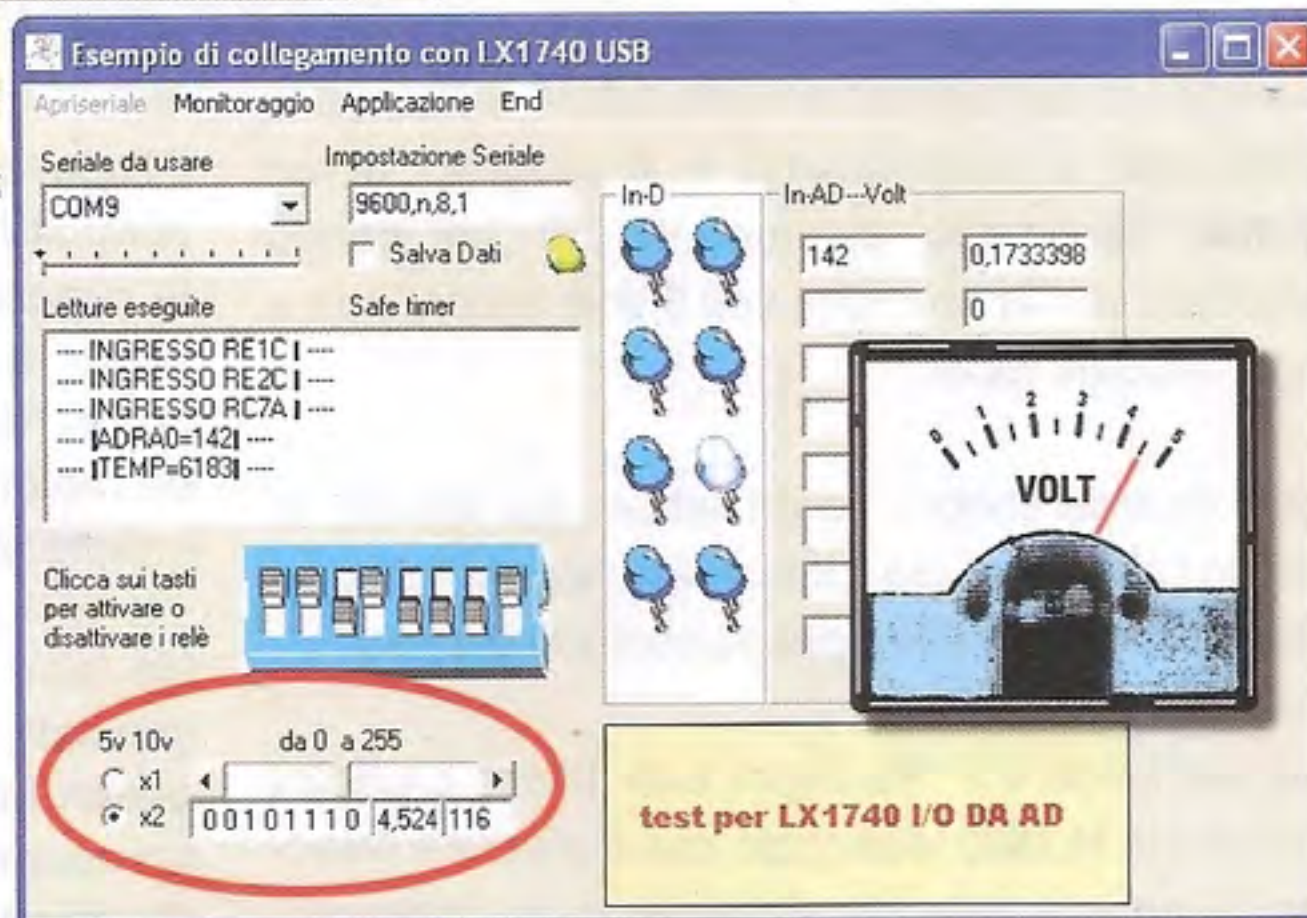 Esempio di collegamento con LX1740 USB
Apriseriale Monitoraggio Applicazione End
Seriale da usare Impostazione Seriale
COM9 9600,n,8,1
Salva Dati
Letture eseguite Safe timer
---- INGRESSO RE1C | ----
---- INGRESSO RE2C | ----
---- INGRESSO RC7A | ----
---- |ADRA0=142| ----
---- |TEMP=6183| ----
In-D In-AD---Volt
142 0,1733398
0
0 1 2 3 4 5
VOLT
Clicca sui tasti
per attivare o
disattivare i relè
5v 10v da 0 a 255
x1
x2 00101110 4,524 116
test per LX1740 I/O DA AD